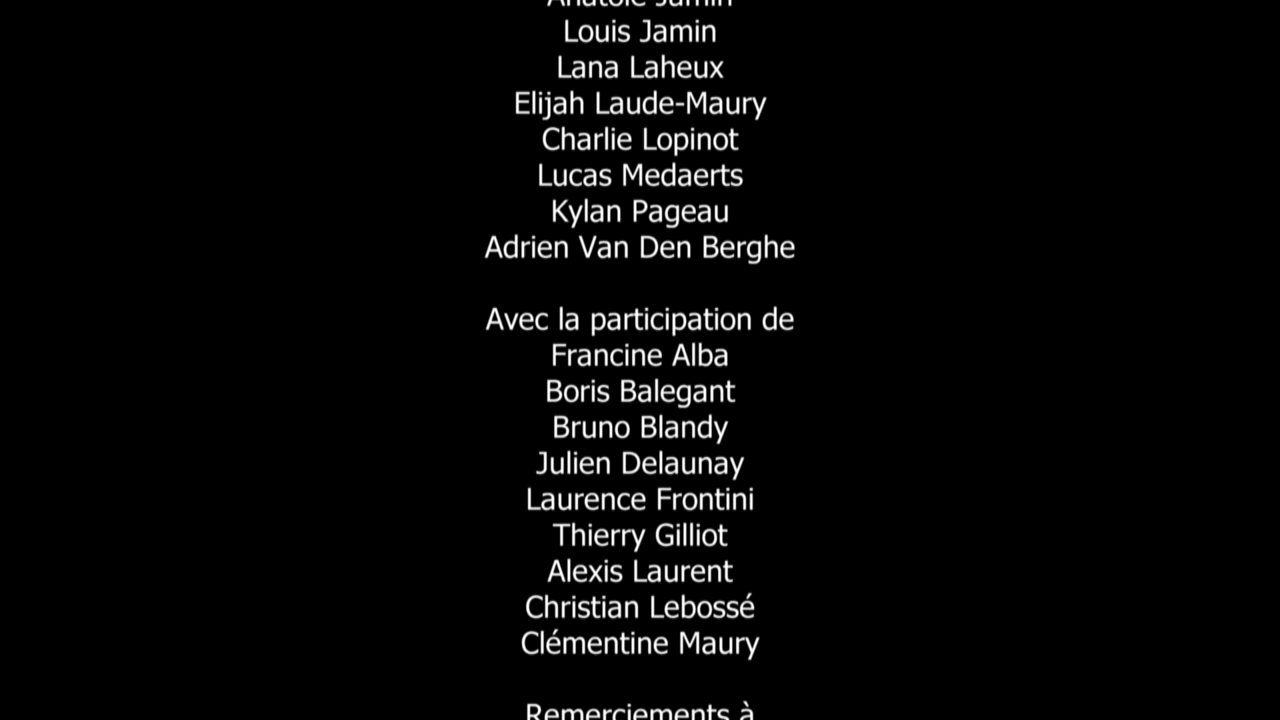 Anatole Jamin
Louis Jamin
Lana Laheux
Elijah Laude-Maury
Charlie Lopinot
Lucas Medaerts
Kylan Pageau
Adrien Van Den Berghe
Avec la participation de
Francine Alba
Boris Balegant
Bruno Blandy
Julien Delaunay
Laurence Frontini
Thierry Gilliot
Alexis Laurent
Christian Lebossé
Clémentine Maury
Remerciements à